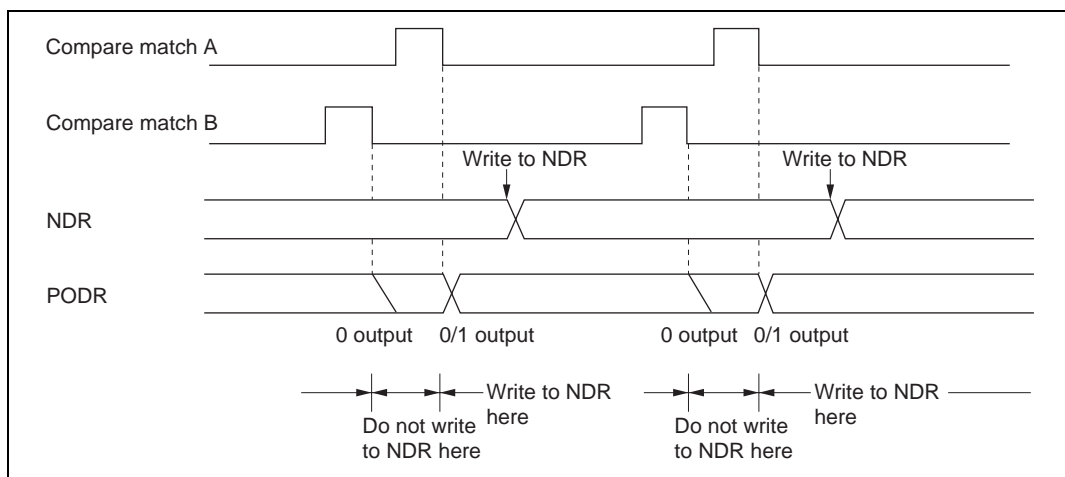 Compare match A
Compare match B
Write to NDR
Write to NDR
NDR
PODR
0 output
0/1 output
0 output
0/1 output
Write to NDR
here
Write to NDR
here
Do not write
to NDR here
Do not write
to NDR here